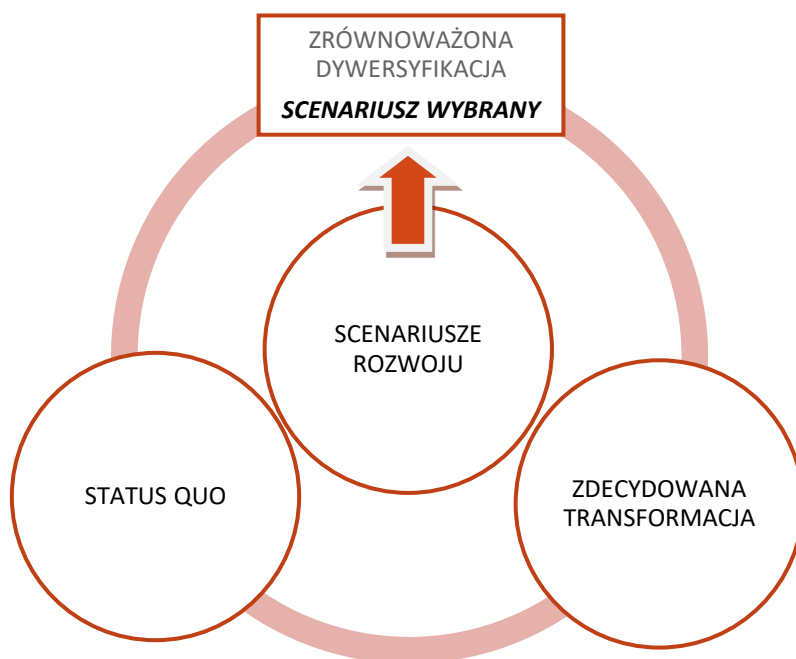 ZRÓWNOWAŻONA
DYWERSYFIKACJA
SCENARIUSZ WYBRANY
SCENARIUSZE
ROZWOJU
STATUS QUO
ZDECYDOWANA
TRANSFORMACJA